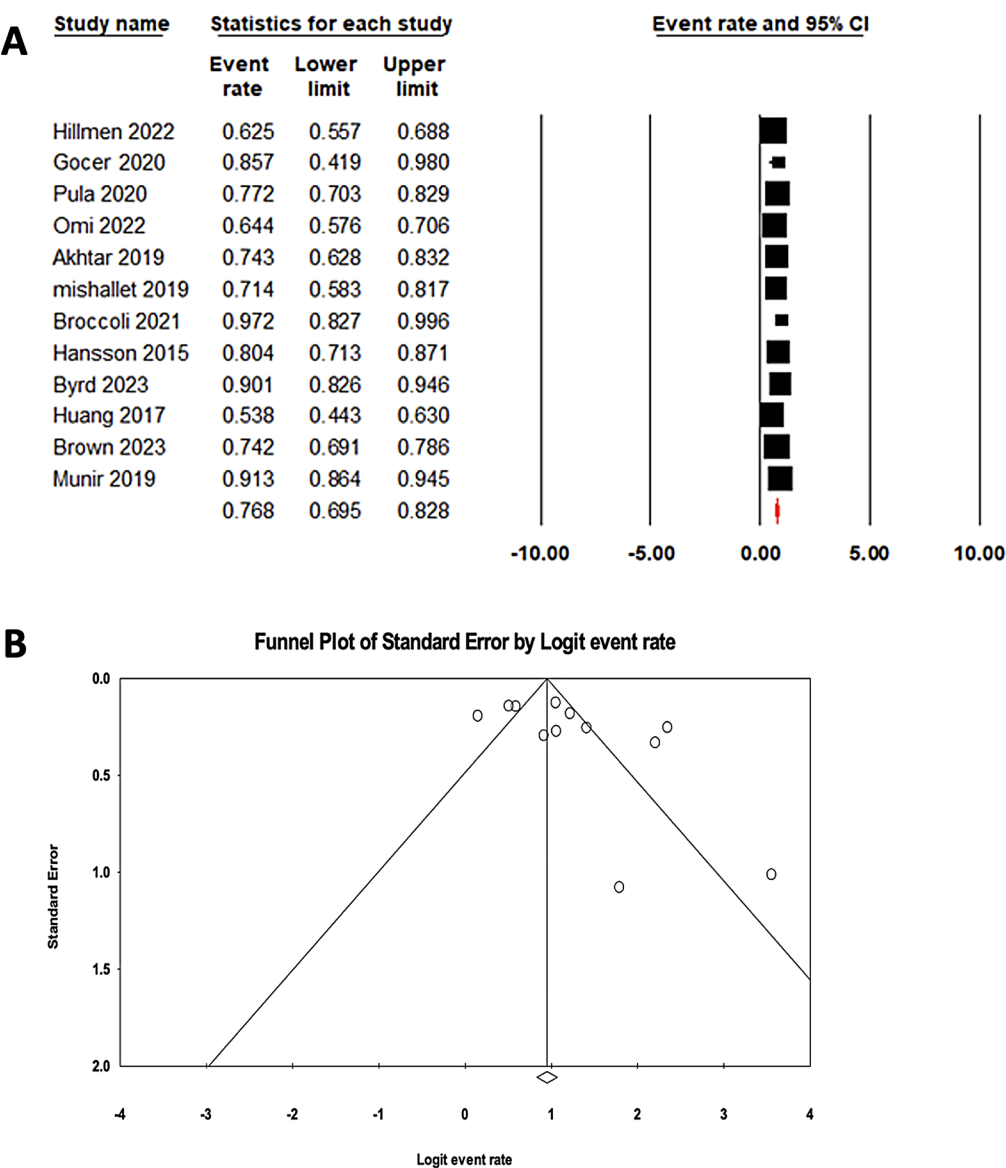 A
Study name Statistics for each study Event rate and 95% CI
Event Lower Upper
rate limit limit
Hillmen 2022 0.625 0.557 0.688
Gocer 2020 0.857 0.419 0.980
Pula 2020 0.772 0.703 0.829
Omi 2022 0.644 0.576 0.706
Akhtar 2019 0.743 0.628 0.832
mishallet 2019 0.714 0.583 0.817
Broccoli 2021 0.972 0.827 0.996
Hansson 2015 0.804 0.713 0.871
Byrd 2023 0.901 0.826 0.946
Huang 2017 0.538 0.443 0.630
Brown 2023 0.742 0.691 0.786
Munir 2019 0.913 0.864 0.945
0.768 0.695 0.828
-10.00 -5.00 0.00 5.00 10.00
B
Funnel Plot of Standard Error by Logit event rate
0.0
0.5
1.0
1.5
2.0
Standard Error
-4 -3 -2 -1 0 1 2 3 4
Logit event rate